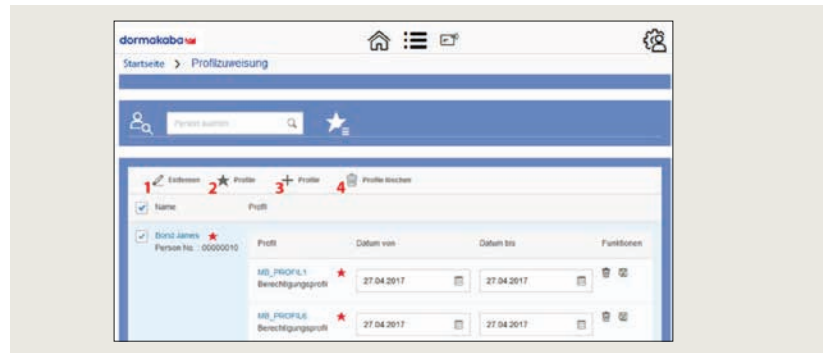 dormakaba
Startseite > Profilzuweisung
Person suchen
1 Entfernen 2 Profile 3 Profile 4 Profile löschen
Name Profil
Bond James
Person No. : 00000010
Profil Datum von Datum bis Funktionen
MB_PROFIL1
Berechtigungsprofil
27.04.2017 27.04.2017
MB_PROFIL6
Berechtigungsprofil
27.04.2017 27.04.2017